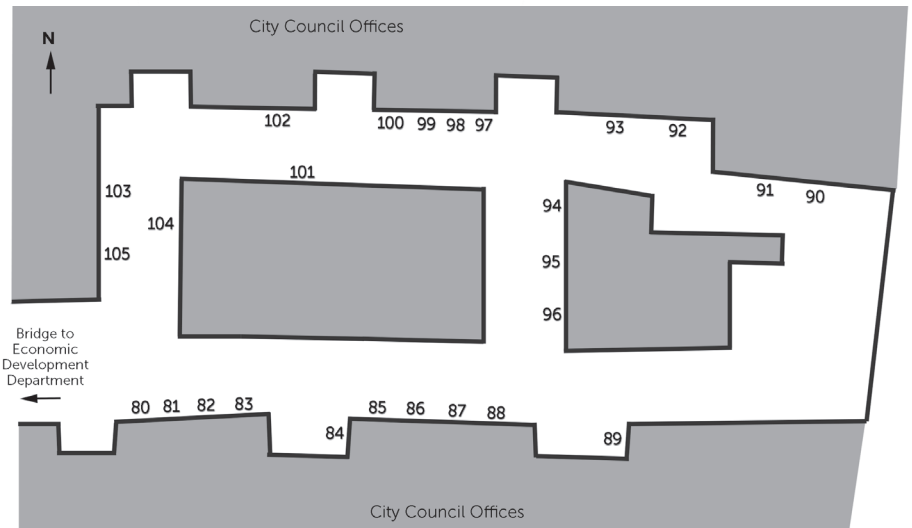 City Council Offices
N
102
100 99 98 97
93 92
101
103
91 90
94
104
105
95
96
Bridge to
Economic
Development
Department
80 81 82 83
85 86 87 88
84
89
City Council Offices